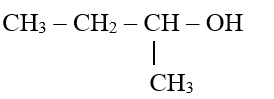 CH₃ – CH₂ – CH – OH
|
CH₃